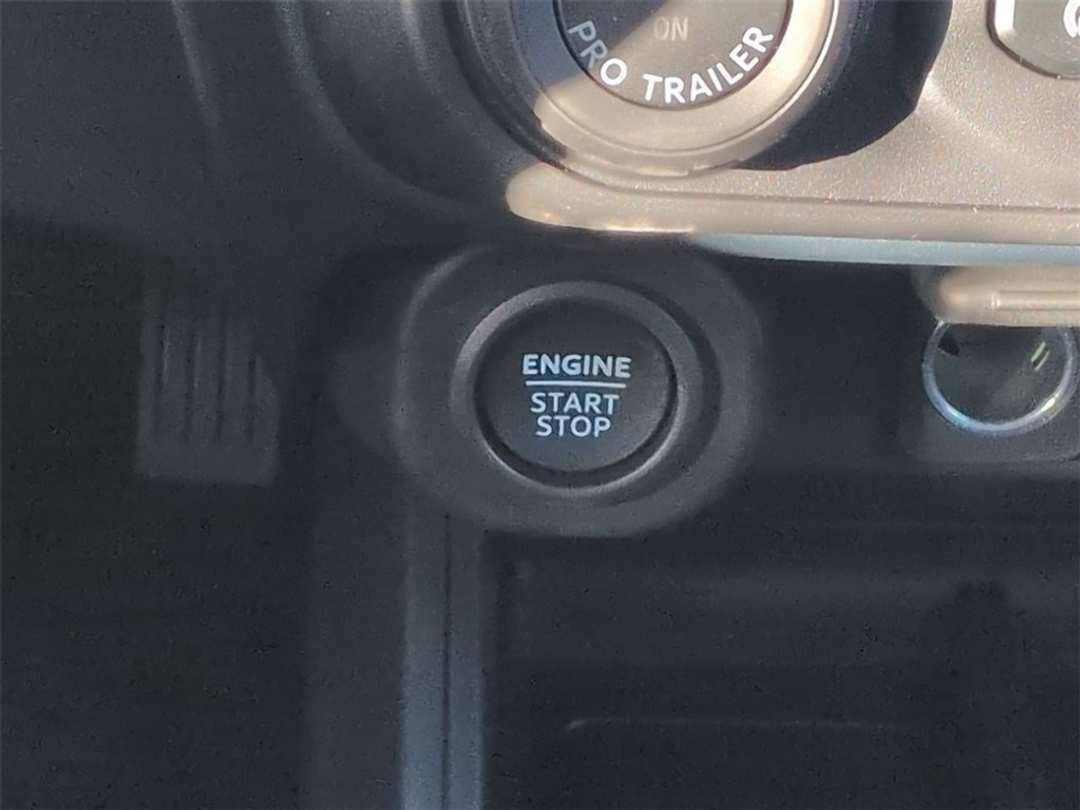 ON
PRO TRAILER
ENGINE
START
STOP